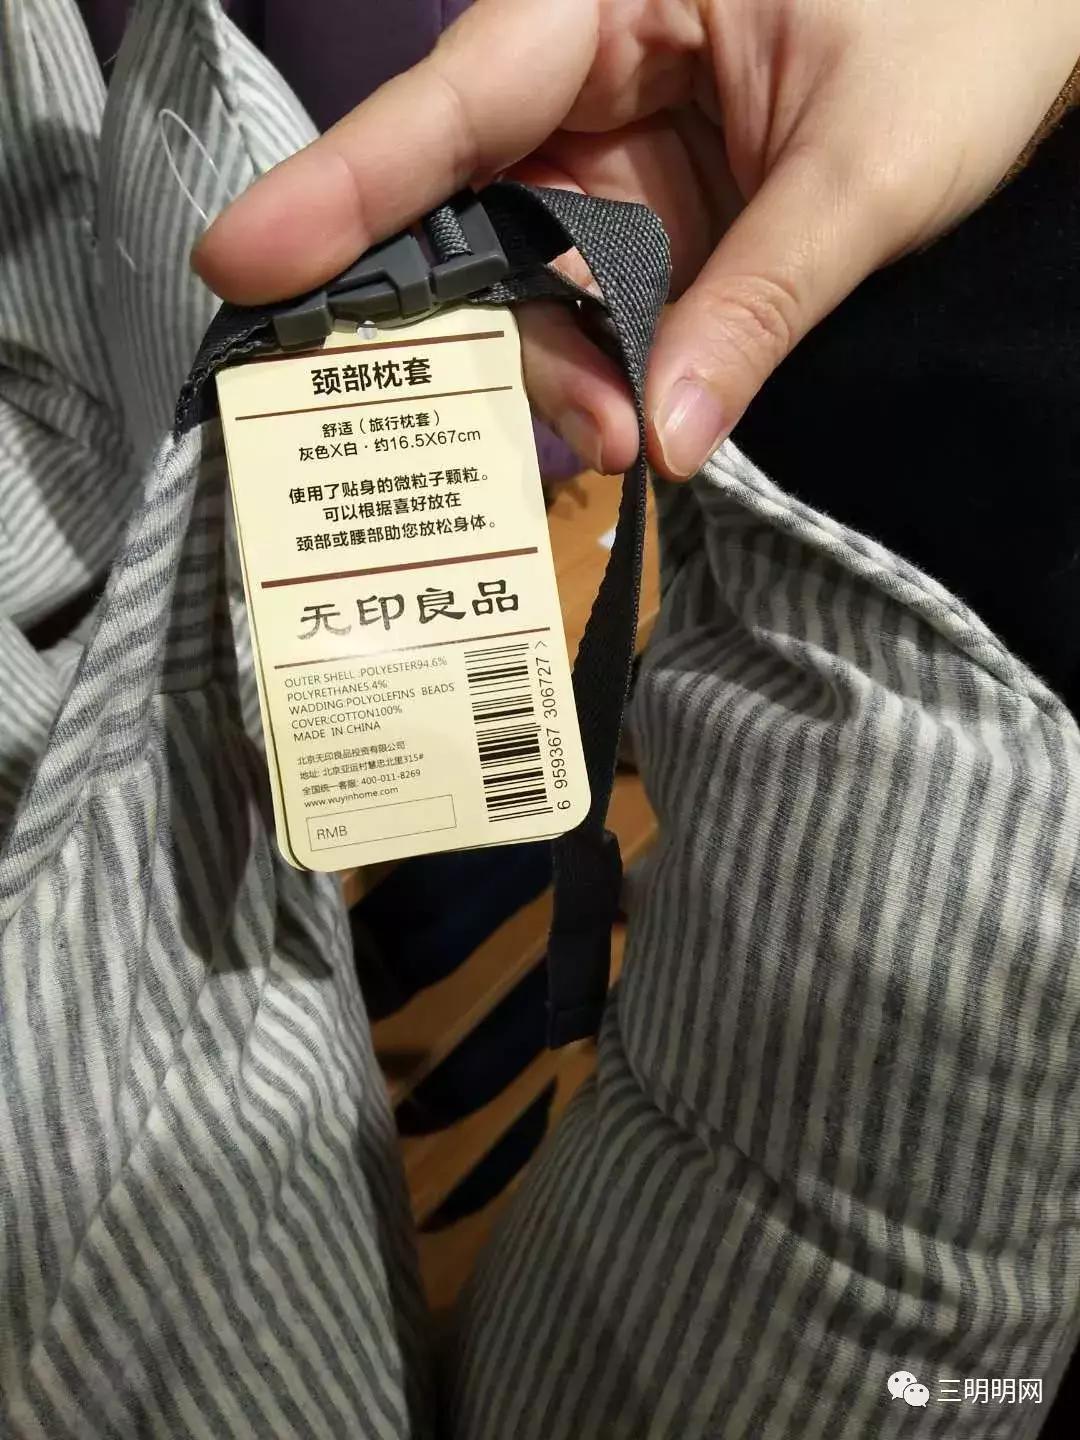 颈部枕套
舒适（旅行枕套）
灰色X白·约16.5X67cm
使用了贴身的微粒子颗粒。
可以根据喜好放在
颈部或腰部助您放松身体。
无印良品
OUTER SHELL :POLYESTER94.6%
POLYRETHANE5.4%
WADDING:POLYOLEFINS BEADS
COVER:COTTON100%
MADE IN CHINA
北京无印良品投资有限公司
地址: 北京亚运村慧忠北里315#
全国统一客服: 400-011-8269
www.wuyinhome.com
RMB
6 959367 306727 >
三明明网